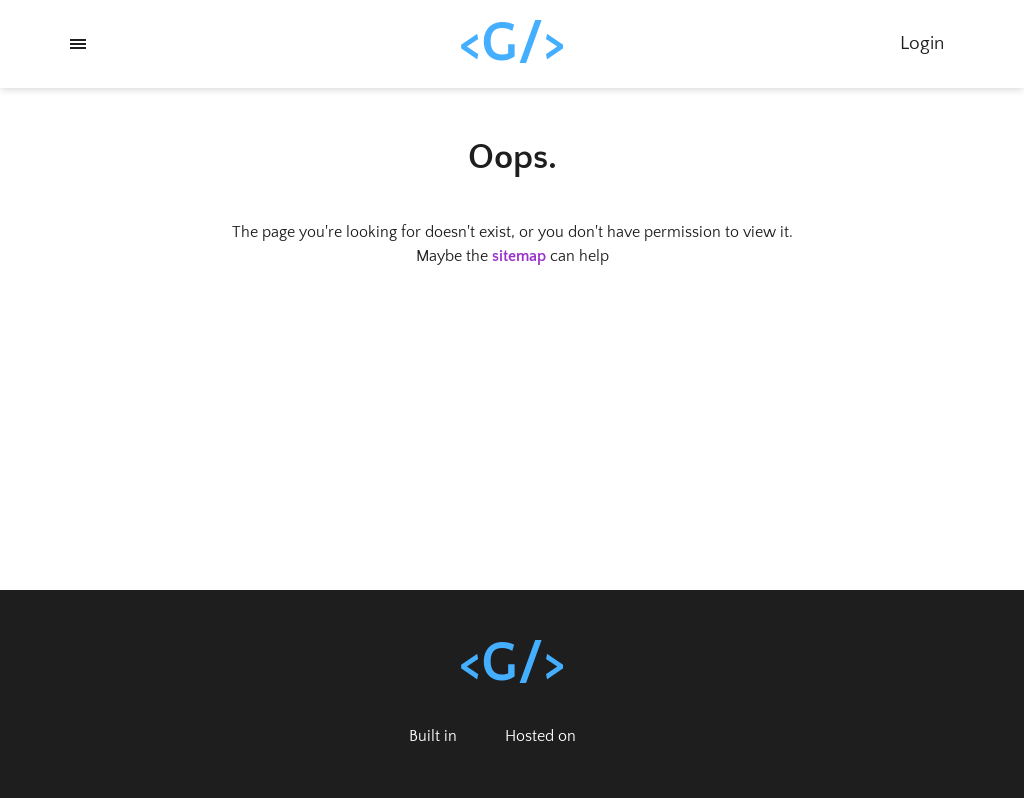 <G/>
Login
Oops.
The page you're looking for doesn't exist, or you don't have permission to view it.
Maybe the sitemap can help
<G/>
Built in
Hosted on